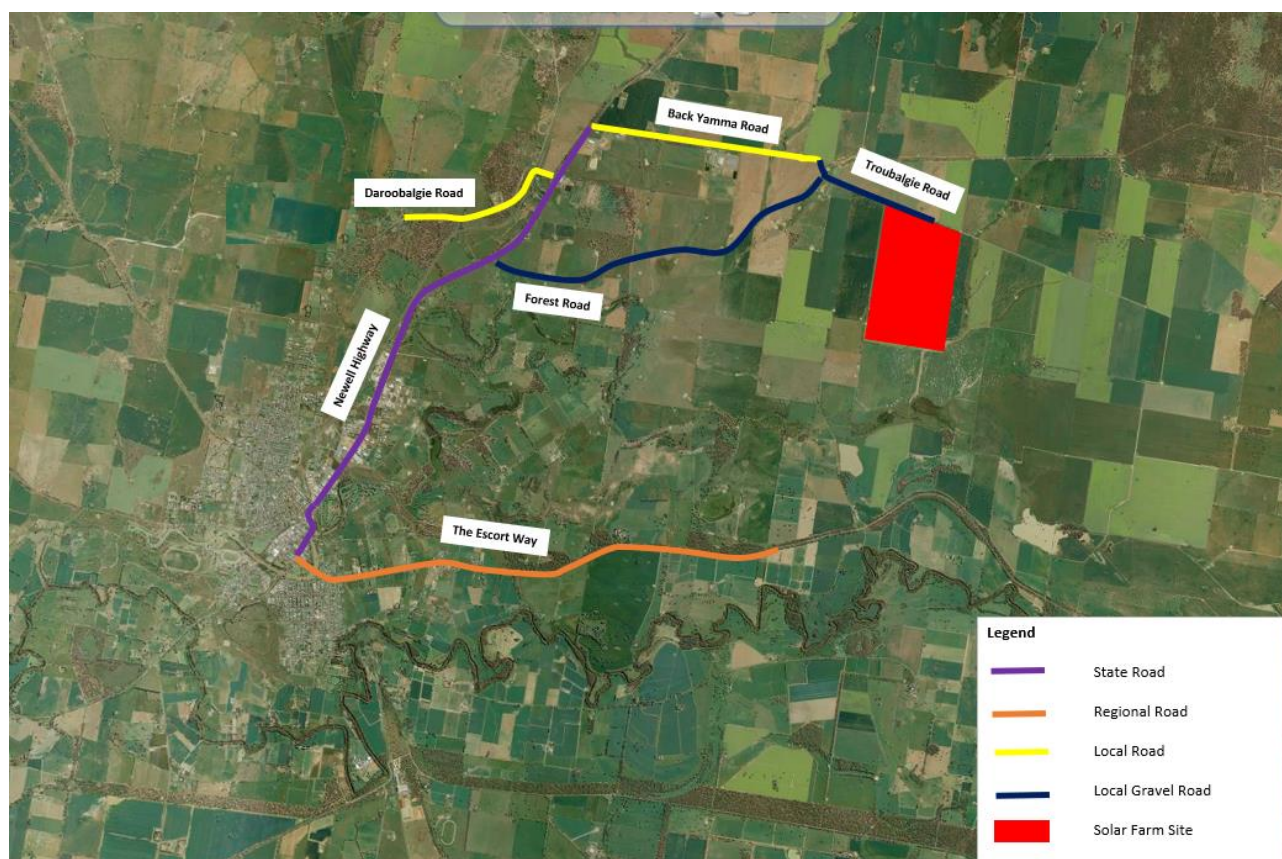 Back Yamma Road
Troubalgie Road
Daroobalgie Road
Forest Road
Newell Highway
The Escort Way
Legend
State Road
Regional Road
Local Road
Local Gravel Road
Solar Farm Site